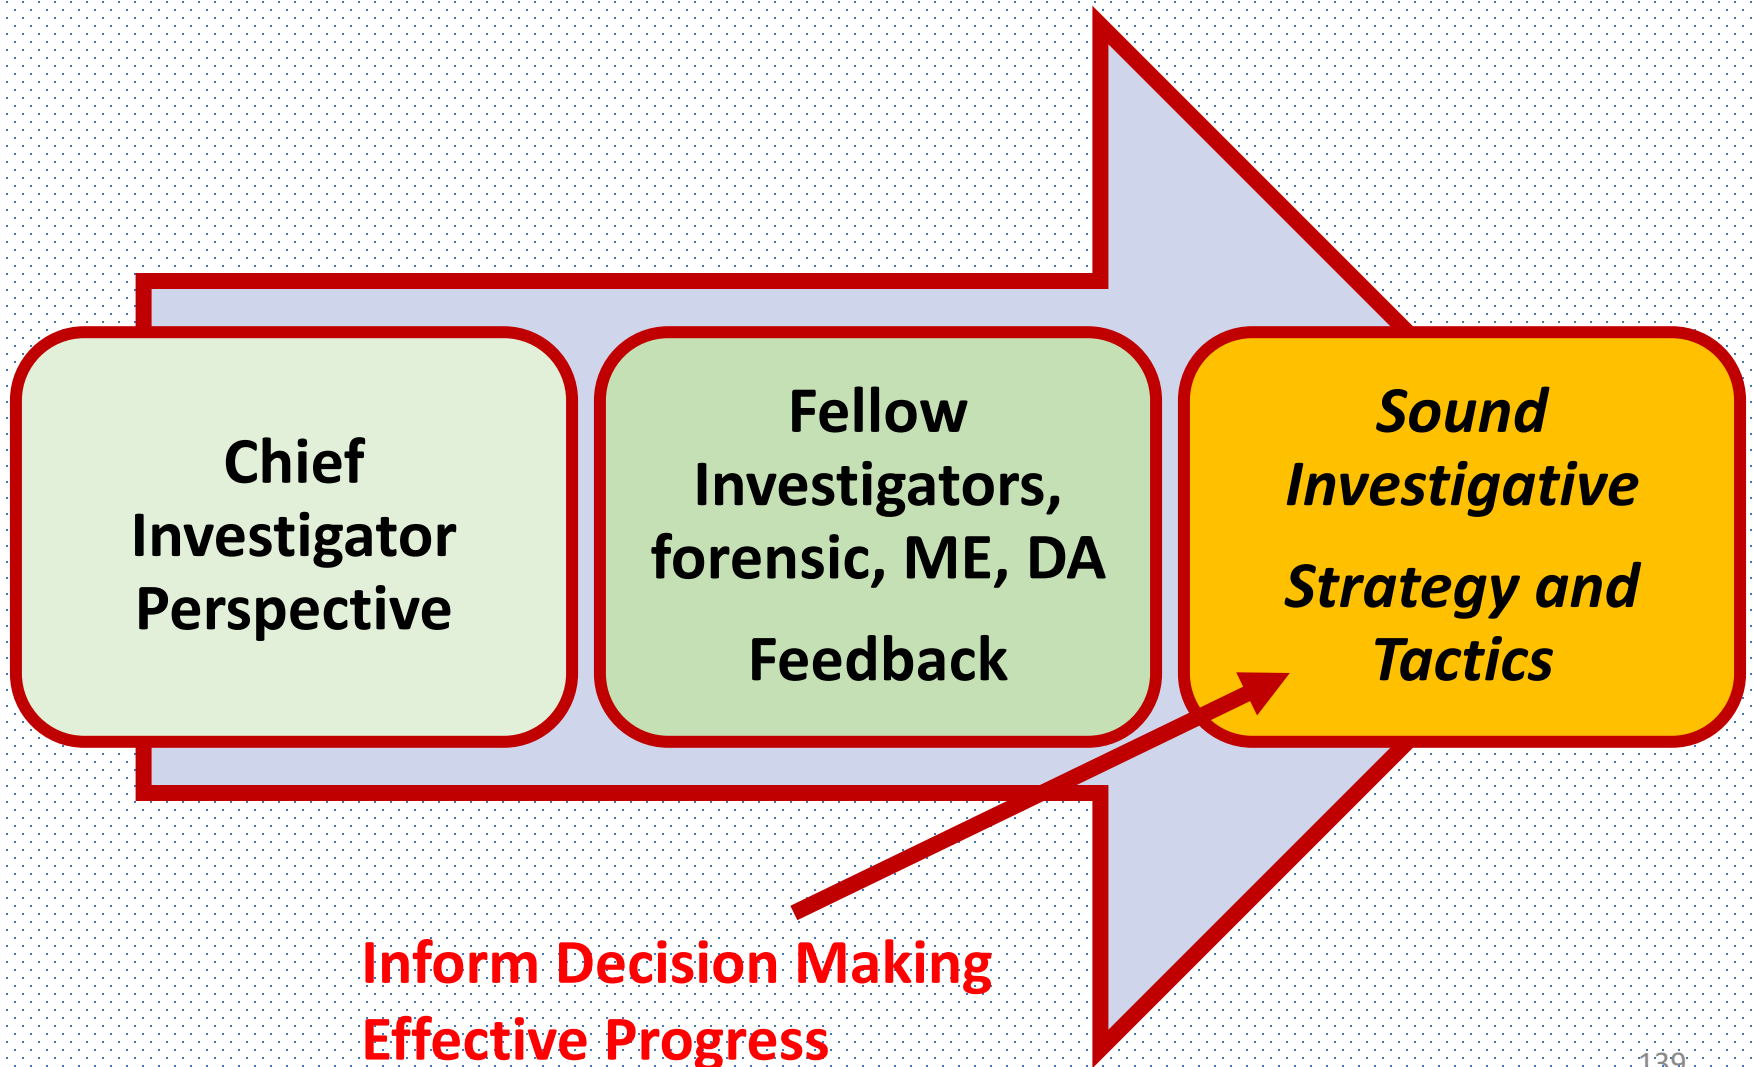 Chief
Investigator
Perspective
Fellow
Investigators,
forensic, ME, DA
Feedback
Sound
Investigative
Strategy and
Tactics
Inform Decision Making
Effective Progress
139